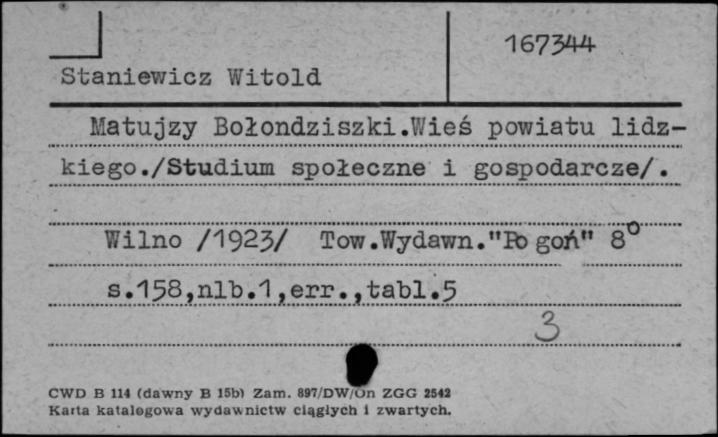 167344
Staniewicz Witold
Matujzy Bołondziszki.Wieś powiatu lidz-
kiego./Studium społeczne i gospodarcze/.
Wilno /1923/ Tow.Wydawn."Pogoń" 8°
s.158,nlb.1,err.,tabl.5
3
CWD B 114 (dawny B 15b) Zam. 897/DW/Un ZGG 2542
Karta katalogowa wydawnictw ciągłych i zwartych.